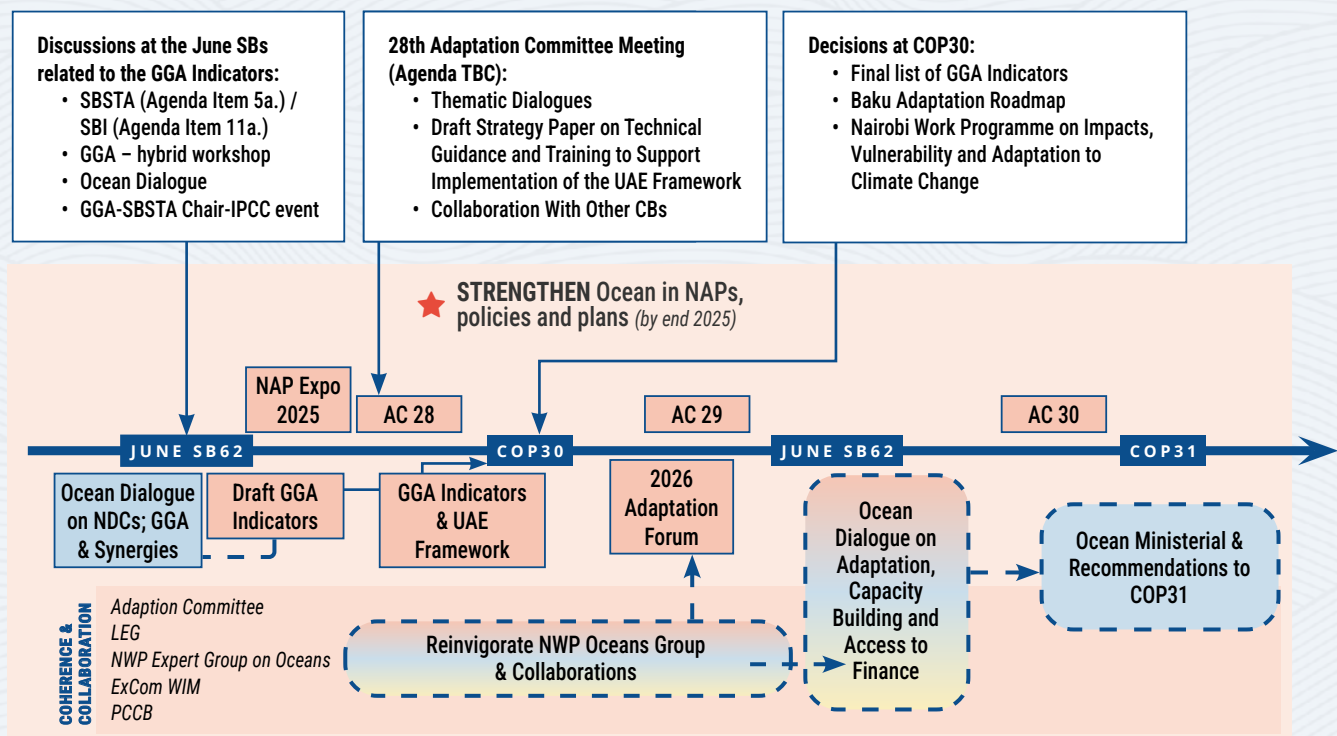 Discussions at the June SBs
related to the GGA Indicators:
• SBSTA (Agenda Item 5a.) /
SBI (Agenda Item 11a.)
• GGA – hybrid workshop
• Ocean Dialogue
• GGA-SBSTA Chair-IPCC event
28th Adaptation Committee Meeting
(Agenda TBC):
• Thematic Dialogues
• Draft Strategy Paper on Technical
Guidance and Training to Support
Implementation of the UAE Framework
• Collaboration With Other CBs
Decisions at COP30:
• Final list of GGA Indicators
• Baku Adaptation Roadmap
• Nairobi Work Programme on Impacts,
Vulnerability and Adaptation to
Climate Change
STRENGTHEN Ocean in NAPs,
policies and plans (by end 2025)
NAP Expo
2025
AC 28
AC 29
AC 30
JUNE SB62
COP30
JUNE SB62
COP31
Ocean Dialogue
on NDCs; GGA
& Synergies
Draft GGA
Indicators
GGA Indicators
& UAE
Framework
2026
Adaptation
Forum
Ocean
Dialogue on
Adaptation,
Capacity
Building and
Access to
Finance
Ocean Ministerial &
Recommendations to
COP31
COHERENCE &
COLLABORATION
Adaption Committee
LEG
NWP Expert Group on Oceans
ExCom WIM
PCCB
Reinvigorate NWP Oceans Group
& Collaborations